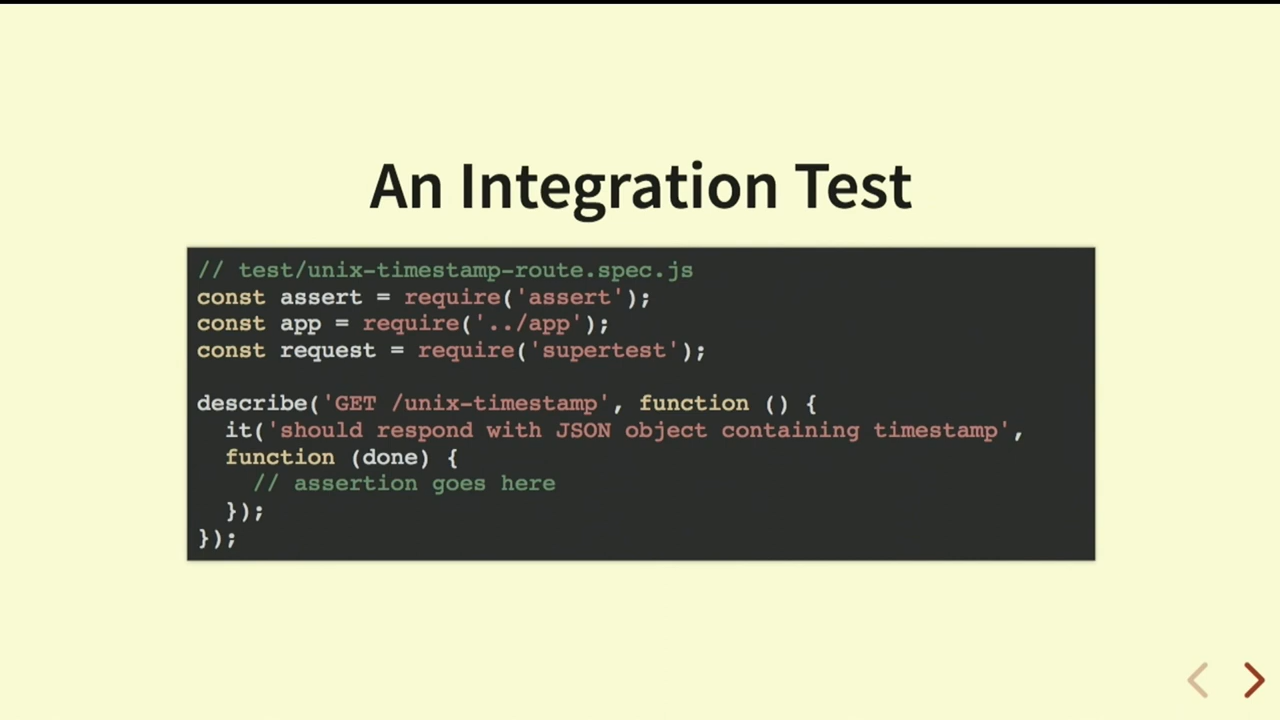 An Integration Test
// test/unix-timestamp-route.spec.js
const assert = require('assert');
const app = require('../app');
const request = require('supertest');
describe('GET /unix-timestamp', function () {
  it('should respond with JSON object containing timestamp',
  function (done) {
    // assertion goes here
  });
});